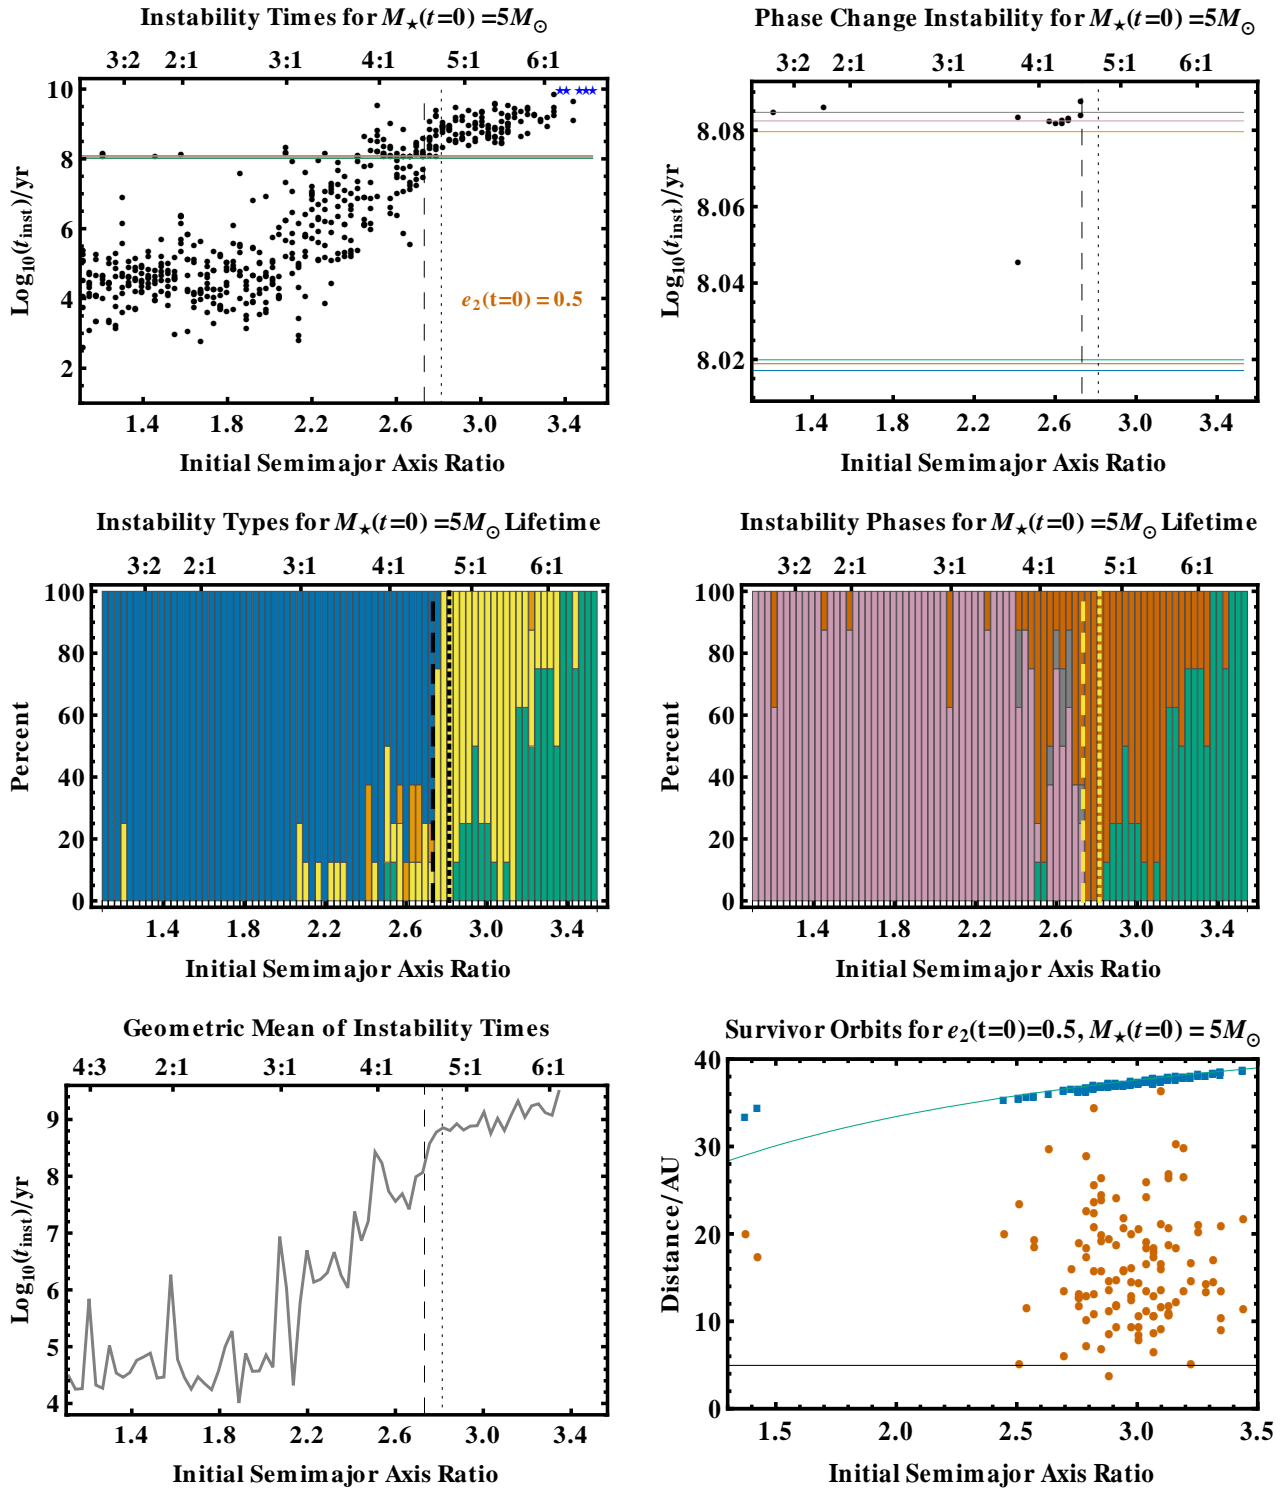 Instability Times for M★(t=0) =5M⊙
3:2 2:1 3:1 4:1 5:1 6:1
Log10(tinst)/yr
10
8
6
4
2
e2(t=0) = 0.5
1.4 1.8 2.2 2.6 3.0 3.4
Initial Semimajor Axis Ratio
Phase Change Instability for M★(t=0) =5M⊙
3:2 2:1 3:1 4:1 5:1 6:1
Log10(tinst)/yr
8.08
8.06
8.04
8.02
1.4 1.8 2.2 2.6 3.0 3.4
Initial Semimajor Axis Ratio
Instability Types for M★(t=0) =5M⊙ Lifetime
3:2 2:1 3:1 4:1 5:1 6:1
Percent
100
80
60
40
20
0
1.4 1.8 2.2 2.6 3.0 3.4
Initial Semimajor Axis Ratio
Instability Phases for M★(t=0) =5M⊙ Lifetime
3:2 2:1 3:1 4:1 5:1 6:1
Percent
100
80
60
40
20
0
1.4 1.8 2.2 2.6 3.0 3.4
Initial Semimajor Axis Ratio
Geometric Mean of Instability Times
4:3 2:1 3:1 4:1 5:1 6:1
Log10(tinst)/yr
9
8
7
6
5
4
1.4 1.8 2.2 2.6 3.0 3.4
Initial Semimajor Axis Ratio
Survivor Orbits for e2(t=0)=0.5, M★(t=0) = 5M⊙
Distance/AU
40
30
20
10
0
1.5 2.0 2.5 3.0 3.5
Initial Semimajor Axis Ratio